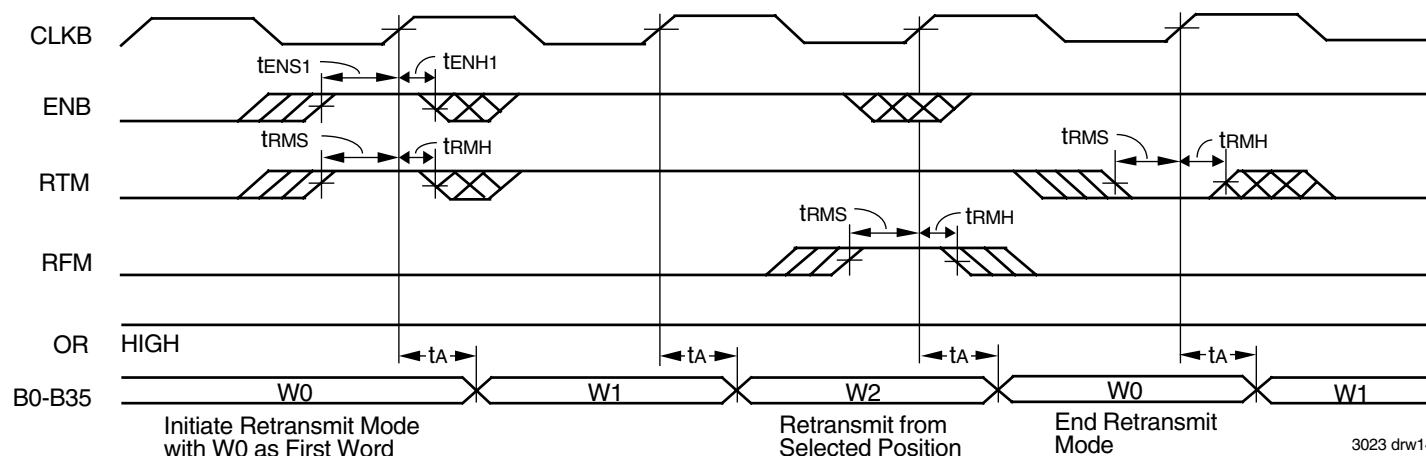 CLKB
tENS1
tENH1
ENB
tRMS
tRMH
tRMS
tRMH
RTM
tRMS
tRMH
RFM
OR
HIGH
tA
tA
tA
tA
B0-B35
W0
W1
W2
W0
W1
Initiate Retransmit Mode
with W0 as First Word
Retransmit from
Selected Position
End Retransmit
Mode
3023 drw14